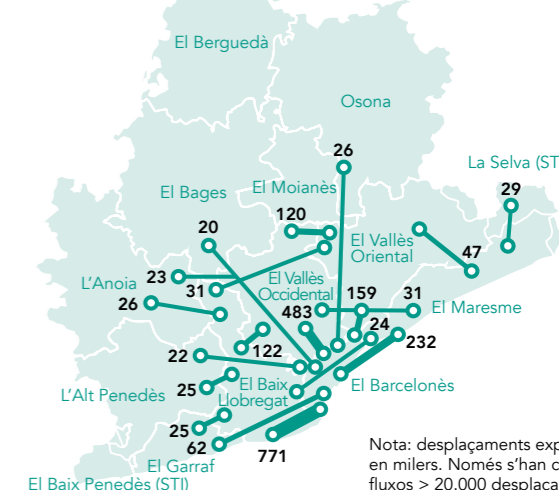 El Berguedà
Osona
26
La Selva (ST
29
El Bages
El Moianès
120
20
El Vallès
Oriental
47
L'Anoia
23
31
El Vallès
Occidental
159
31
26
483
El Maresme
24
232
122
22
El Baix
Llobregat
El Barcelonès
25
L'Alt Penedès
25
62
771
El Garraf
El Baix Penedès (STI)
Nota: desplaçaments exp
en milers. Només s'han c
fluxos > 20.000 desplaça